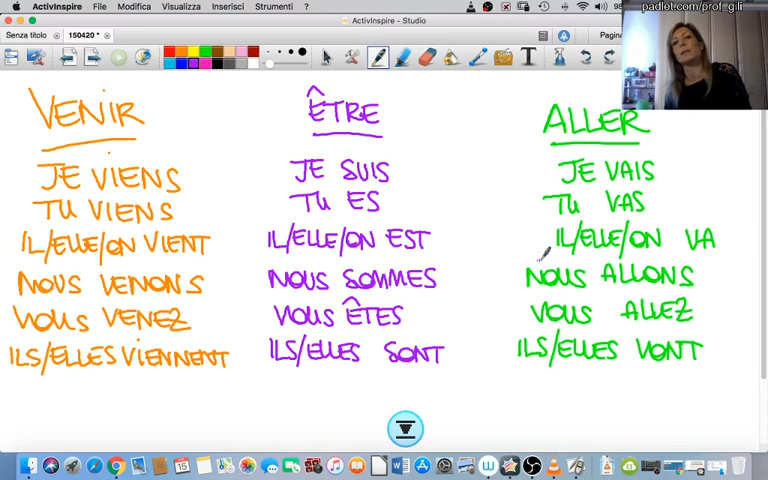 ActivInspire File Modifica Visualizza Inserisci Strumenti
padlet.com/prof_gili
ActivInspire - Studio
Senza titolo 150420 * Pagina
VENIR
JE VIENS
TU VIENS
IL/ELLE/ON VIENT
NOUS VENONS
VOUS VENEZ
ILS/ELLES VIENNENT
ÊTRE
JE SUIS
TU ES
IL/ELLE/ON EST
NOUS SOMMES
VOUS ÊTES
ILS/ELLES SONT
ALLER
JE VAIS
TU VAS
IL/ELLE/ON VA
NOUS ALLONS
VOUS ALLEZ
ILS/ELLES VONT